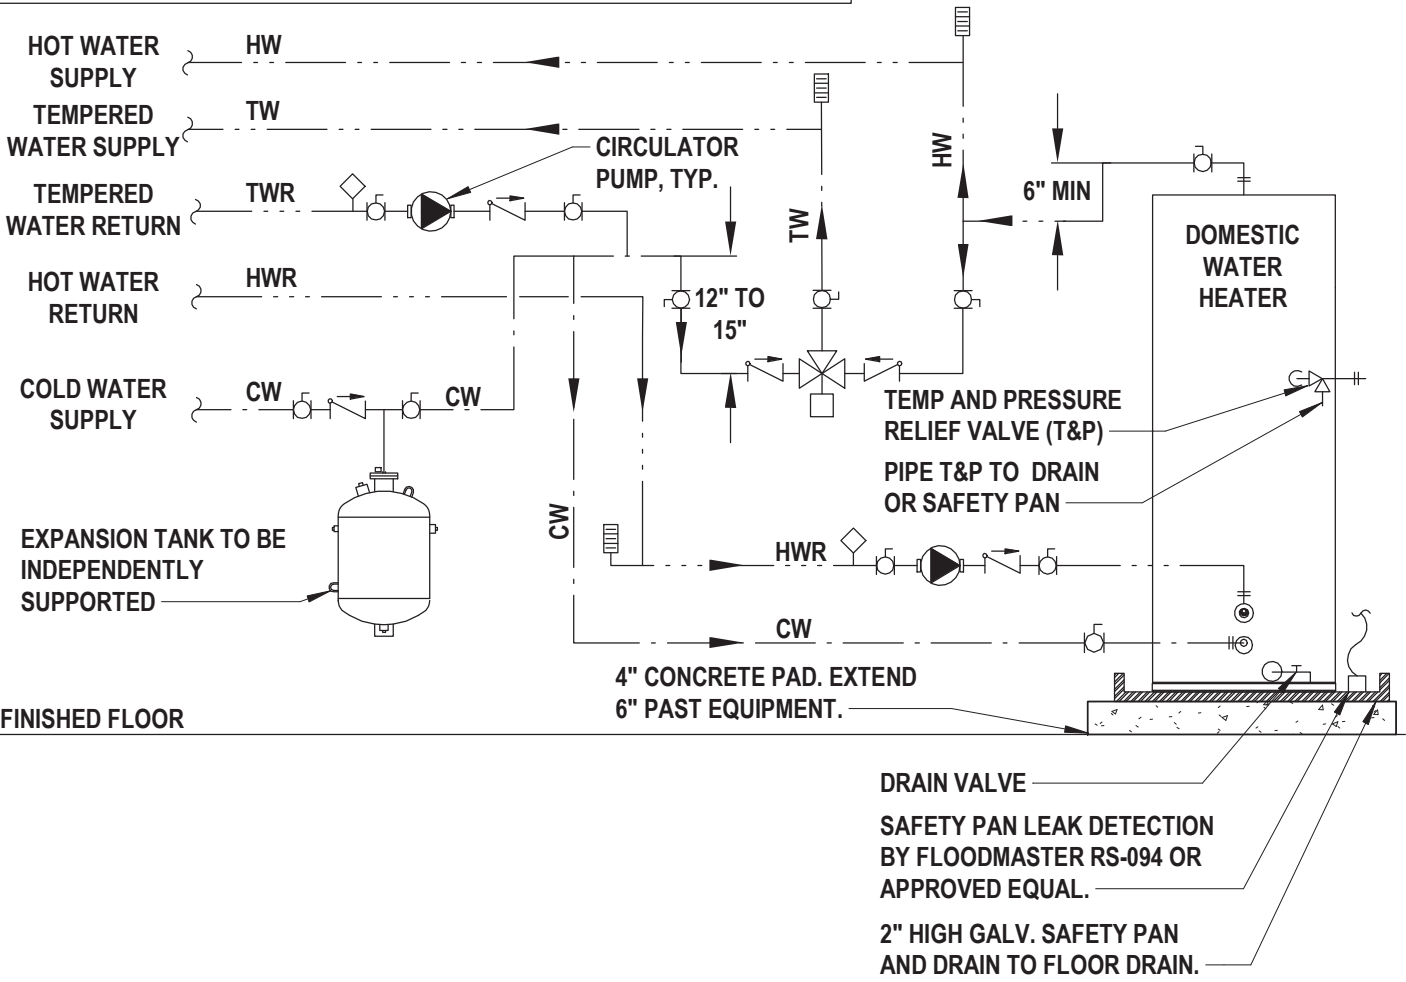 HOT WATER
SUPPLY
HW
TEMPERED
WATER SUPPLY
TW
CIRCULATOR
PUMP, TYP.
HW
6" MIN
TEMPERED
WATER RETURN
TWR
TW
DOMESTIC
WATER
HEATER
HOT WATER
RETURN
HWR
12" TO
15"
COLD WATER
SUPPLY
CW
CW
TEMP AND PRESSURE
RELIEF VALVE (T&P)
PIPE T&P TO DRAIN
OR SAFETY PAN
CW
EXPANSION TANK TO BE
INDEPENDENTLY
SUPPORTED
HWR
CW
4" CONCRETE PAD. EXTEND
6" PAST EQUIPMENT.
FINISHED FLOOR
DRAIN VALVE
SAFETY PAN LEAK DETECTION
BY FLOODMASTER RS-094 OR
APPROVED EQUAL.
2" HIGH GALV. SAFETY PAN
AND DRAIN TO FLOOR DRAIN.